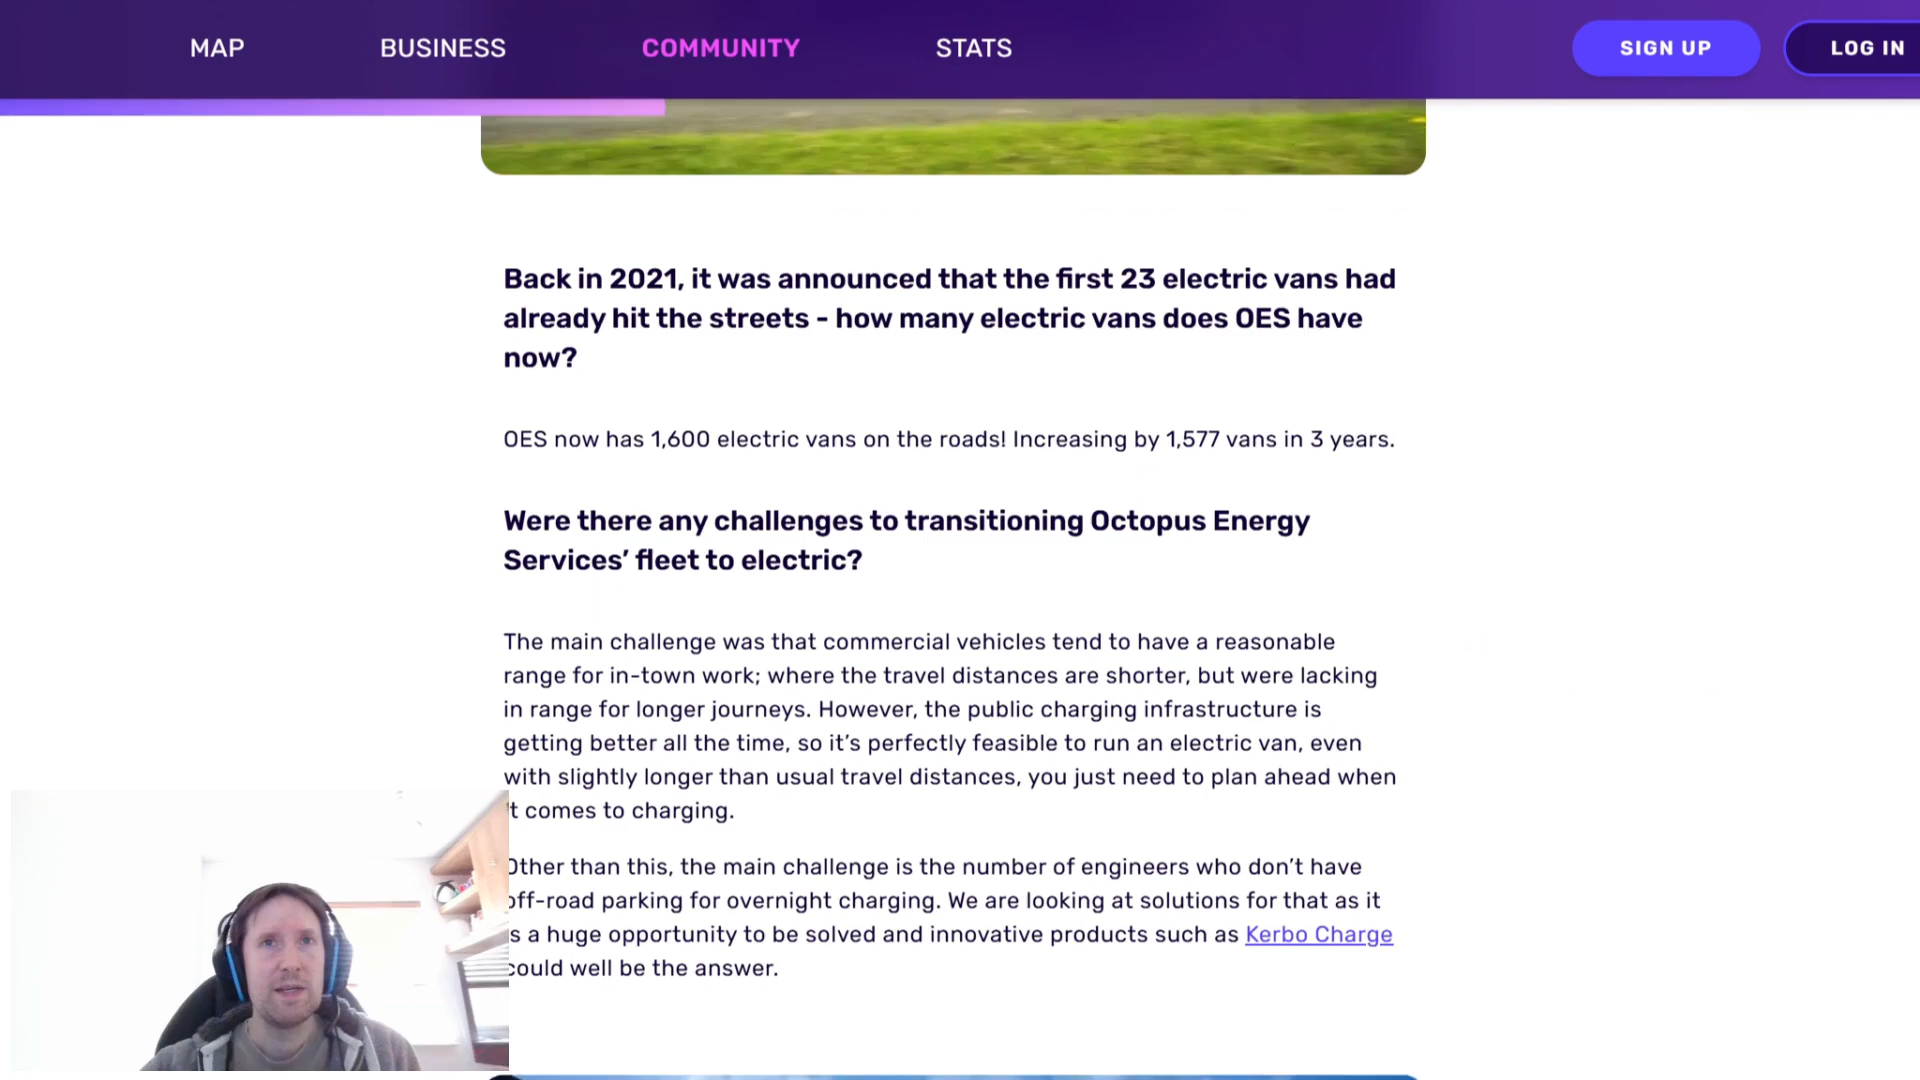 MAP BUSINESS COMMUNITY STATS SIGN UP LOG IN
Back in 2021, it was announced that the first 23 electric vans had
already hit the streets - how many electric vans does OES have
now?
OES now has 1,600 electric vans on the roads! Increasing by 1,577 vans in 3 years.
Were there any challenges to transitioning Octopus Energy
Services’ fleet to electric?
The main challenge was that commercial vehicles tend to have a reasonable
range for in-town work; where the travel distances are shorter, but were lacking
in range for longer journeys. However, the public charging infrastructure is
getting better all the time, so it’s perfectly feasible to run an electric van, even
with slightly longer than usual travel distances, you just need to plan ahead when
it comes to charging.
Other than this, the main challenge is the number of engineers who don’t have
off-road parking for overnight charging. We are looking at solutions for that as it
is a huge opportunity to be solved and innovative products such as Kerbo Charge
could well be the answer.